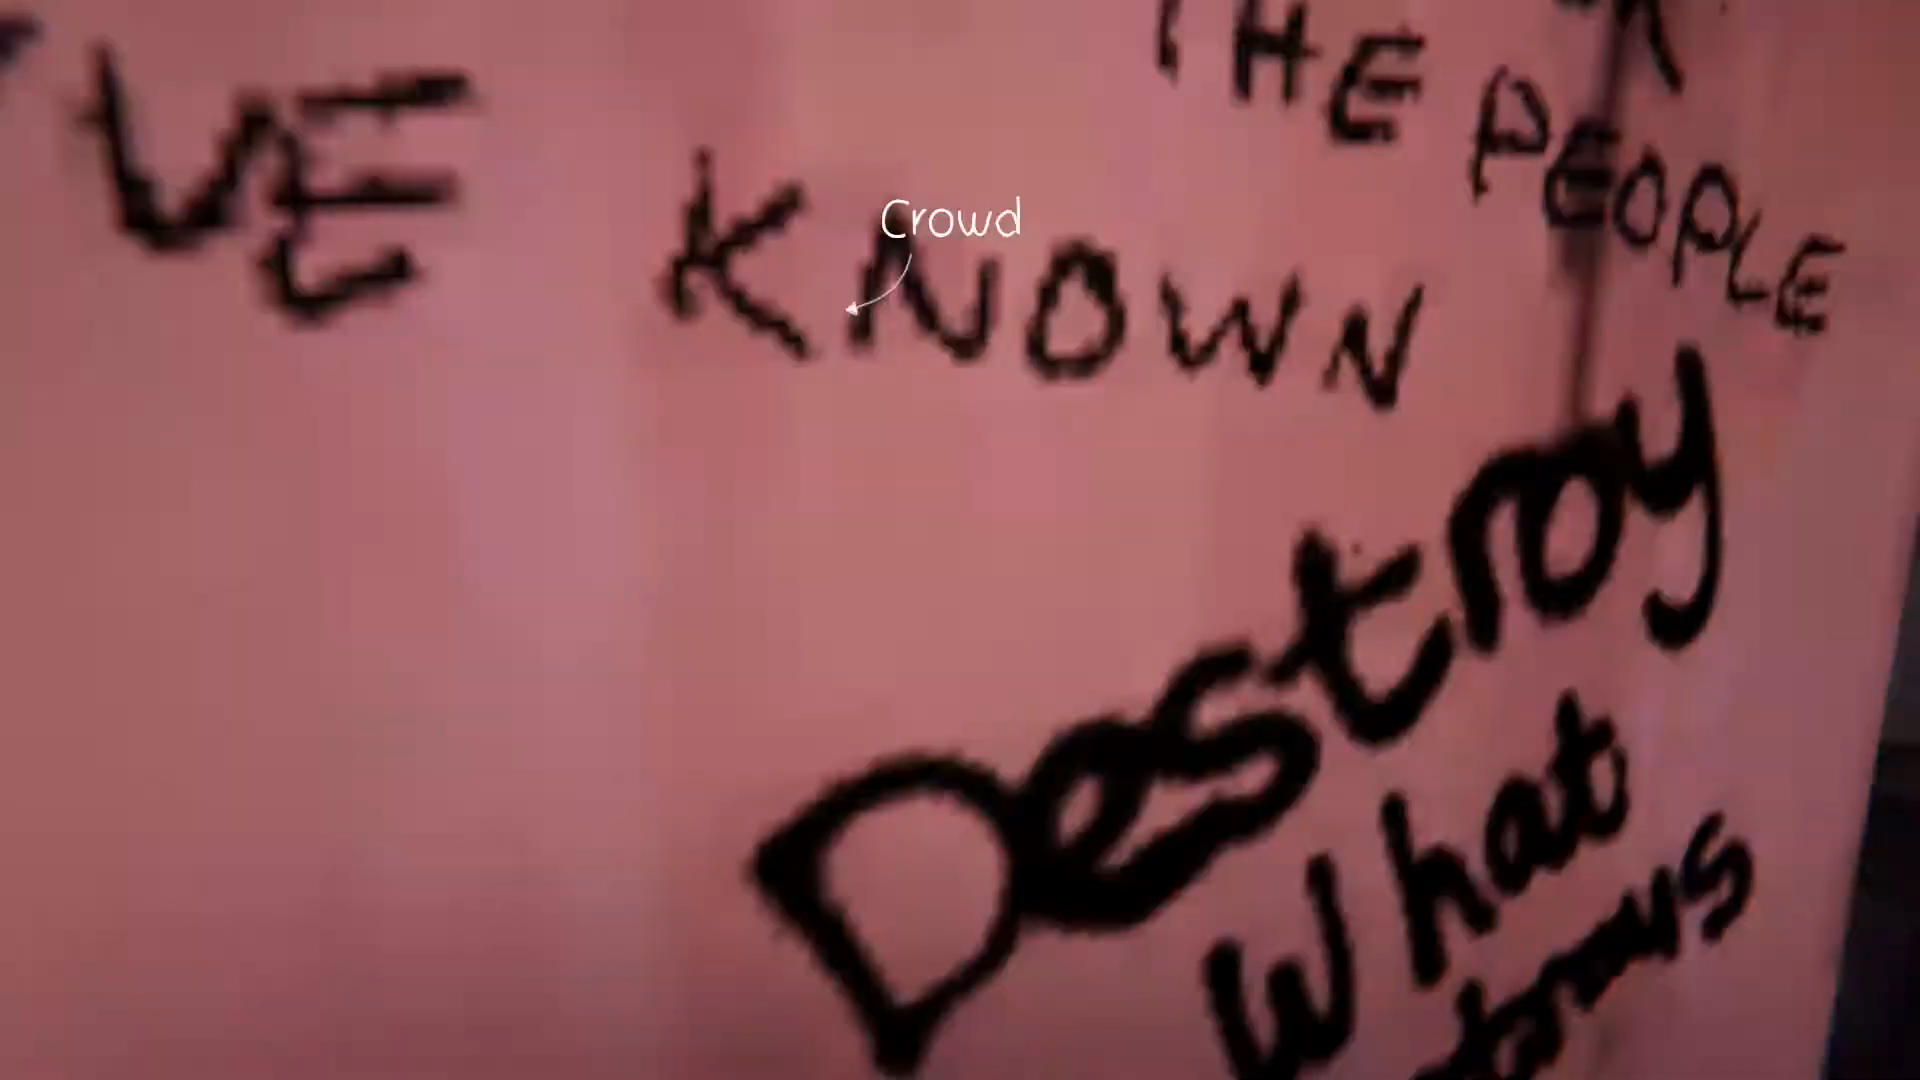 THE PEOPLE
VE KNOWN
Crowd
Destroy
What